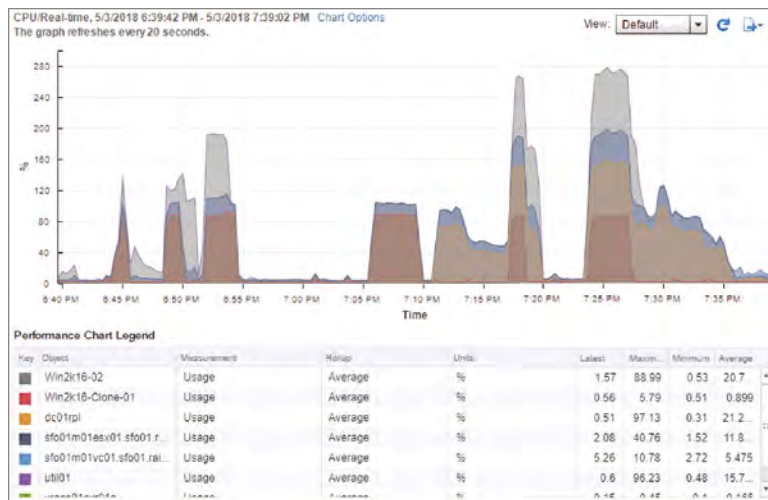 CPU/Real-time, 5/3/2018 6:39:42 PM - 5/3/2018 7:39:02 PM Chart Options
The graph refreshes every 20 seconds.
View: Default
280
240
200
160
120
80
40
0
%
6:40 PM 6:45 PM 6:50 PM 6:55 PM 7:00 PM 7:05 PM 7:10 PM 7:15 PM 7:20 PM 7:25 PM 7:30 PM 7:35 PM
Time
Performance Chart Legend
Key Object Measurement Rollup Units Latest Maxim... Minimum Average
Win2k16-02 Usage Average % 1.57 88.99 0.53 20.7...
Win2k16-Clone-01 Usage Average % 0.56 5.79 0.51 0.899
dc01rpl Usage Average % 0.51 97.13 0.31 21.2...
sfo01m01esx01.sfo01.r... Usage Average % 2.08 40.76 1.52 11.8...
sfo01m01vc01.sfo01.rai... Usage Average % 5.26 10.78 2.72 5.475
util01 Usage Average % 0.6 96.23 0.48 15.7...